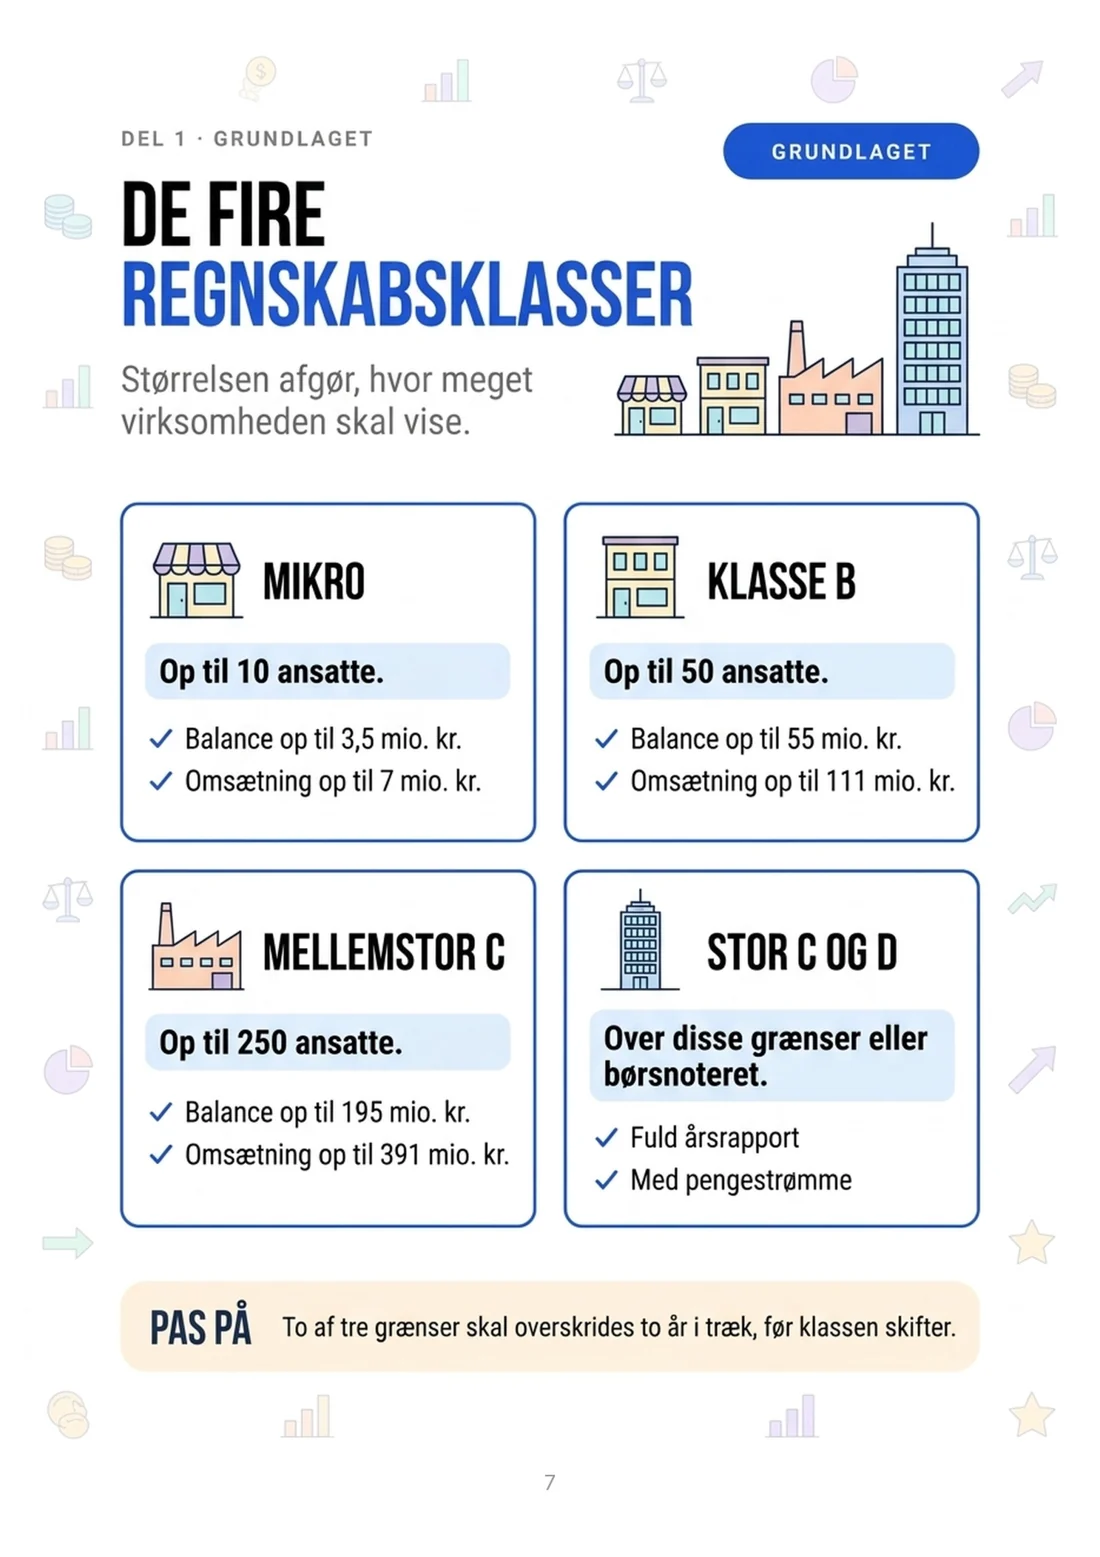 DEL 1 · GRUNDLAGET
GRUNDLAGET
DE FIRE
REGNSKABSKLASSER
Størrelsen afgør, hvor meget
virksomheden skal vise.
MIKRO
Op til 10 ansatte.
Balance op til 3,5 mio. kr.
Omsætning op til 7 mio. kr.
KLASSE B
Op til 50 ansatte.
Balance op til 55 mio. kr.
Omsætning op til 111 mio. kr.
MELLEMSTOR C
Op til 250 ansatte.
Balance op til 195 mio. kr.
Omsætning op til 391 mio. kr.
STOR C OG D
Over disse grænser eller
børsnoteret.
Fuld årsrapport
Med pengestrømme
PAS PÅ
To af tre grænser skal overskrides to år i træk, før klassen skifter.
7